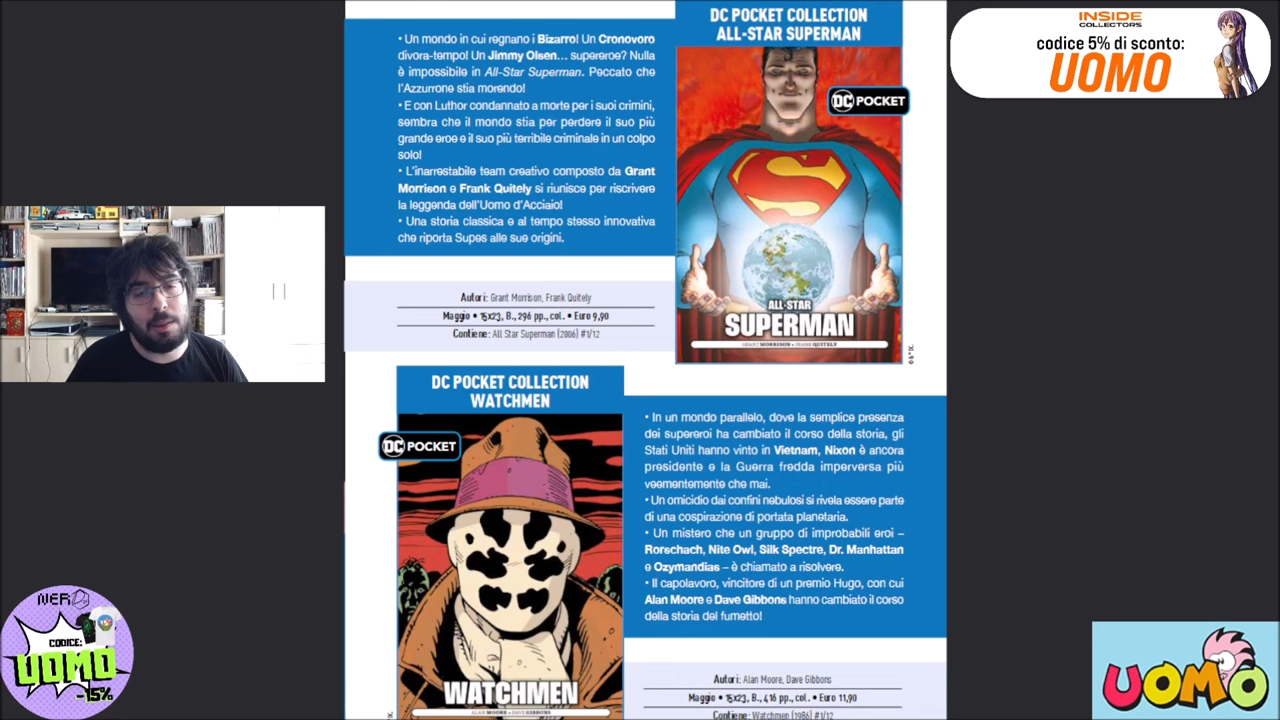 DC POCKET COLLECTION
ALL-STAR SUPERMAN
• Un mondo in cui regnano i Bizarro! Un Cronovoro
divora-tempo! Un Jimmy Olsen… supereroe? Nulla
è impossibile in All-Star Superman. Peccato che
l'Azzurrone stia morendo!
• E con Luthor condannato a morte per i suoi crimini,
sembra che il mondo stia per perdere il suo più
grande eroe e il suo più terribile criminale in un colpo
solo!
• L'inarrestabile team creativo composto da Grant
Morrison e Frank Quitely si riunisce per riscrivere
la leggenda dell'Uomo d'Acciaio!
• Una storia classica e al tempo stesso innovativa
che riporta Supes alle sue origini.
DC POCKET
ALL-STAR
SUPERMAN
GRANT MORRISON • FRANK QUITELY
Autori: Grant Morrison, Frank Quitely
Maggio • 15x23, B., 296 pp., col. • Euro 9,90
Contiene: All Star Superman (2006) #1/12
© & ™ DC.
DC POCKET COLLECTION
WATCHMEN
DC POCKET
WATCHMEN
ALAN MOORE • DAVE GIBBONS
DC.
• In un mondo parallelo, dove la semplice presenza
dei supereroi ha cambiato il corso della storia, gli
Stati Uniti hanno vinto in Vietnam, Nixon è ancora
presidente e la Guerra fredda imperversa più
veementemente che mai.
• Un omicidio dai confini nebulosi si rivela essere parte
di una cospirazione di portata planetaria.
• Un mistero che un gruppo di improbabili eroi –
Rorschach, Nite Owl, Silk Spectre, Dr. Manhattan
e Ozymandias – è chiamato a risolvere.
• Il capolavoro, vincitore di un premio Hugo, con cui
Alan Moore e Dave Gibbons hanno cambiato il corso
della storia del fumetto!
Autori: Alan Moore, Dave Gibbons
Maggio • 15x23, B., 416 pp., col. • Euro 11,90
Contiene: Watchmen (1986) #1/12
INSIDE
COLLECTORS
codice 5% di sconto:
UOMO
NERO
CODICE:
UOMO
-15%
UOMO